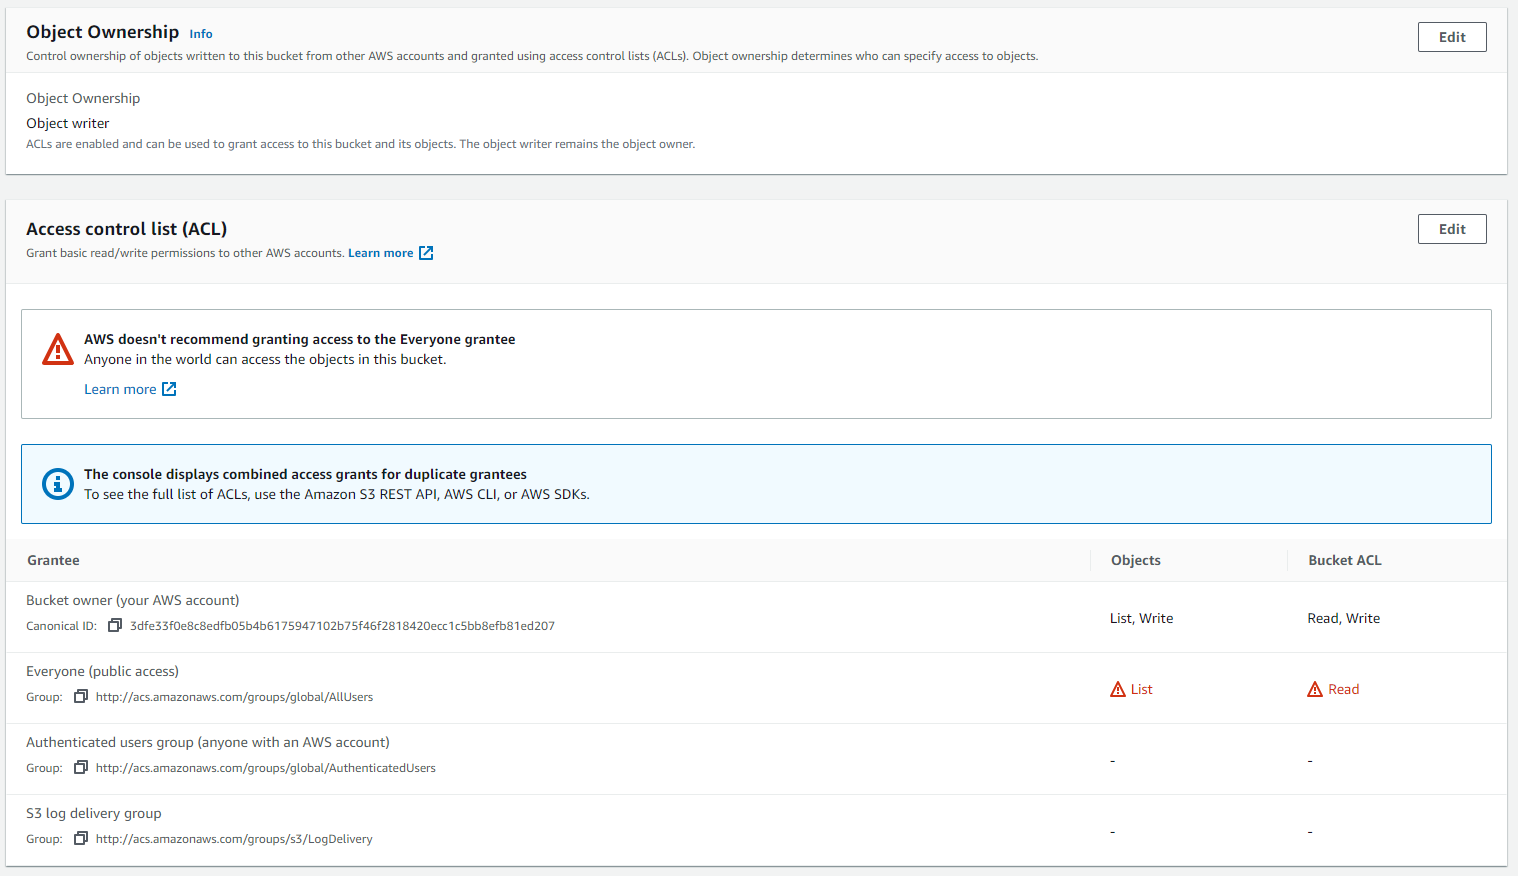 Object Ownership Info
Edit
Control ownership of objects written to this bucket from other AWS accounts and granted using access control lists (ACLs). Object ownership determines who can specify access to objects.
Object Ownership
Object writer
ACLs are enabled and can be used to grant access to this bucket and its objects. The object writer remains the object owner.
Access control list (ACL)
Edit
Grant basic read/write permissions to other AWS accounts. Learn more
AWS doesn't recommend granting access to the Everyone grantee
Anyone in the world can access the objects in this bucket.
Learn more
The console displays combined access grants for duplicate grantees
To see the full list of ACLs, use the Amazon S3 REST API, AWS CLI, or AWS SDKs.
Grantee Objects Bucket ACL
Bucket owner (your AWS account)
Canonical ID: 3dfe33f0e8c8edfb05b4b6175947102b75f46f2818420ecc1c5bb8efb81ed207
List, Write Read, Write
Everyone (public access)
Group: http://acs.amazonaws.com/groups/global/AllUsers
List Read
Authenticated users group (anyone with an AWS account)
Group: http://acs.amazonaws.com/groups/global/AuthenticatedUsers
- -
S3 log delivery group
Group: http://acs.amazonaws.com/groups/s3/LogDelivery
- -